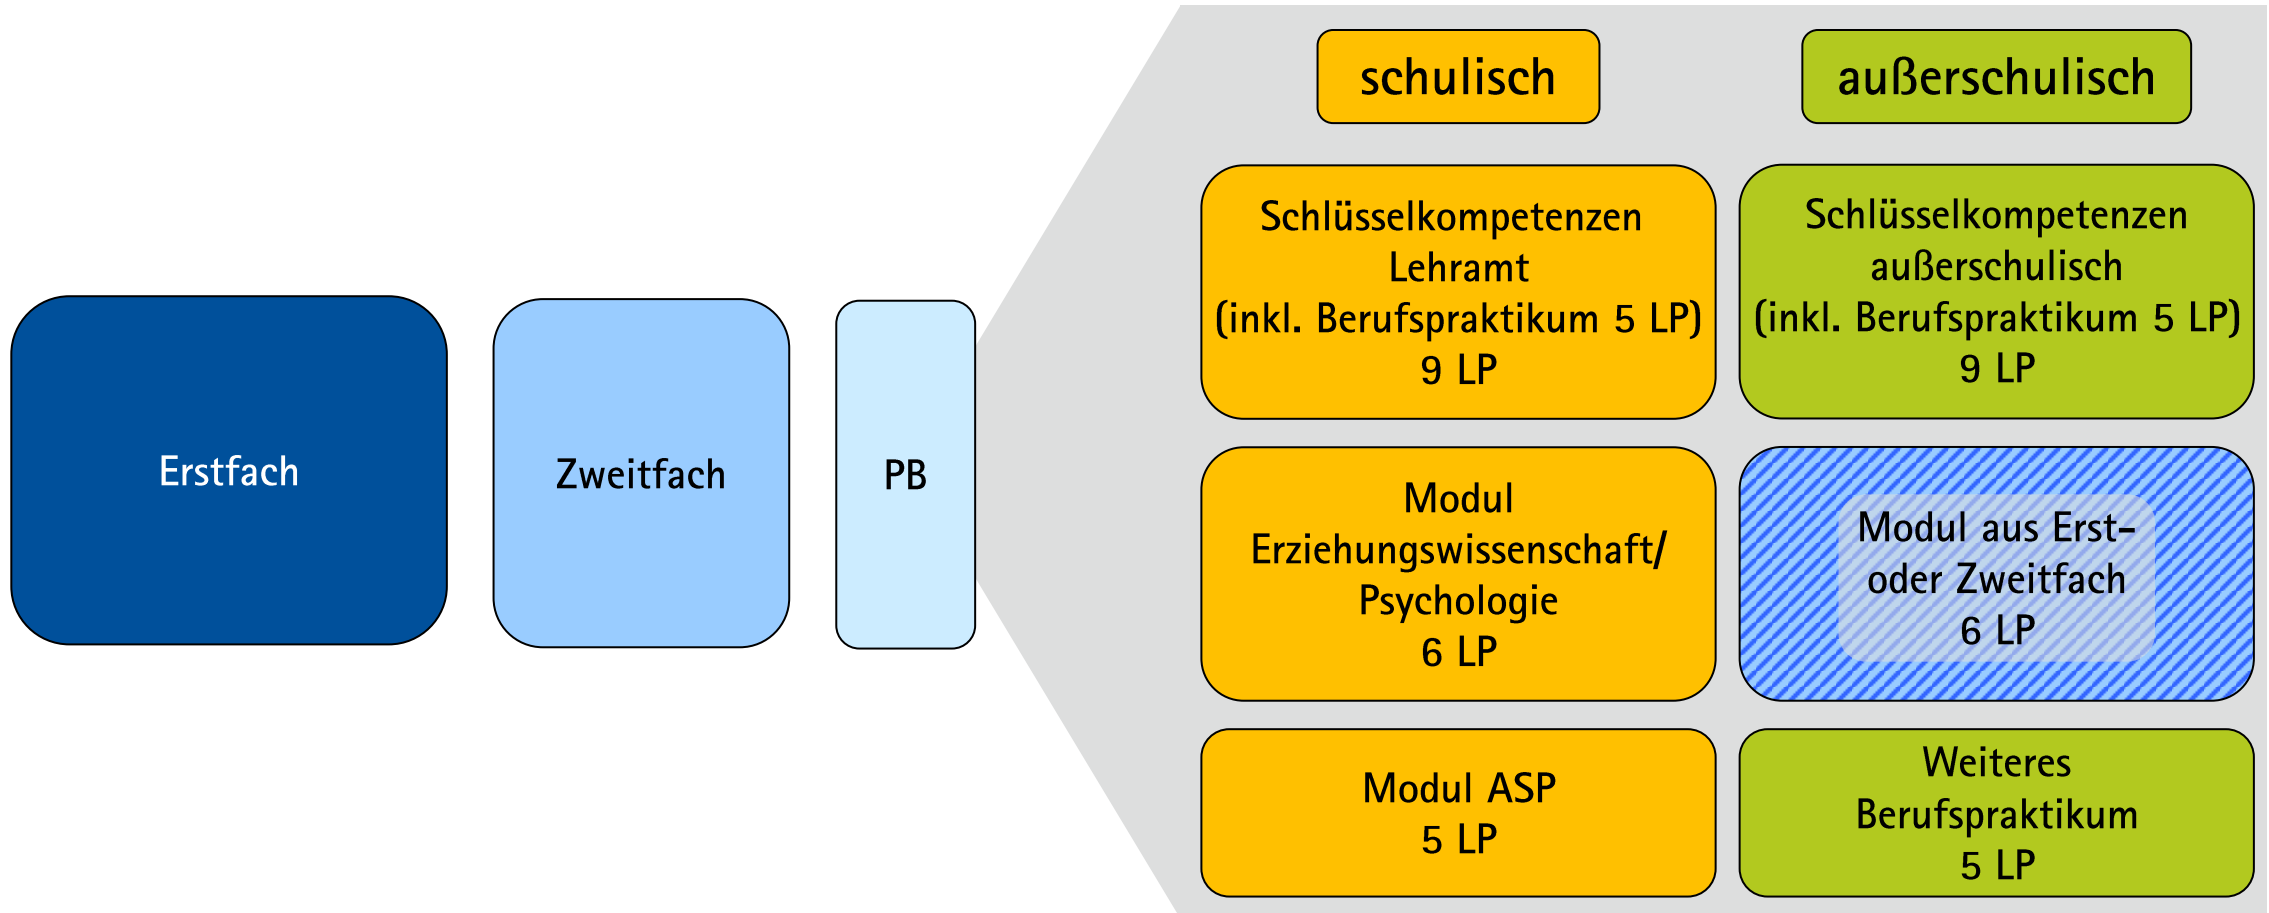 Erstfach
Zweitfach
PB
schulisch
Schlüsselkompetenzen
Lehramt
(inkl. Berufspraktikum 5 LP)
9 LP
Modul
Erziehungswissenschaft/
Psychologie
6 LP
Modul ASP
5 LP
außerschulisch
Schlüsselkompetenzen
außerschulisch
(inkl. Berufspraktikum 5 LP)
9 LP
Modul aus Erst-
oder Zweitfach
6 LP
Weiteres
Berufspraktikum
5 LP